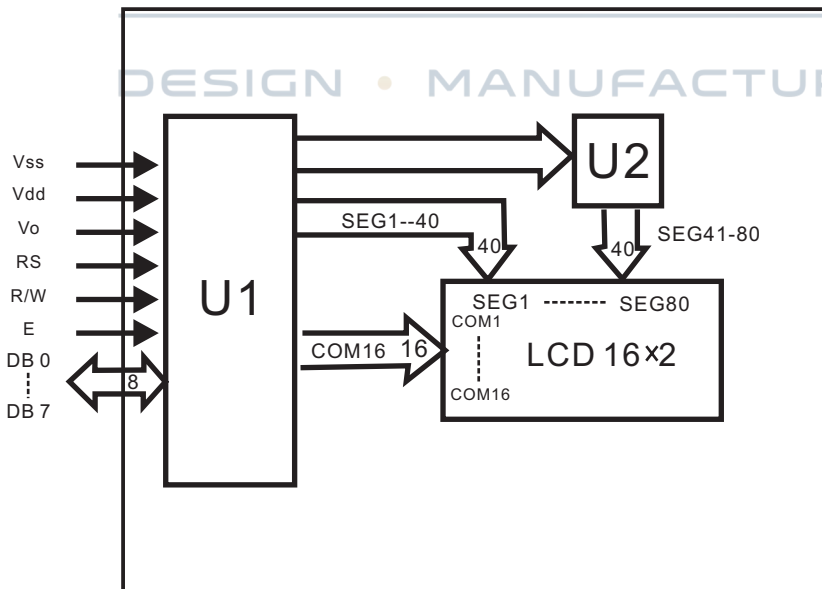 DESIGN • MANUFACTUR
Vss
Vdd
Vo
RS
R/W
E
DB 0
DB 7
8
U1
U2
SEG1--40
40
40
SEG41-80
COM16 16
SEG1 -------- SEG80
COM1
COM16
LCD 16×2